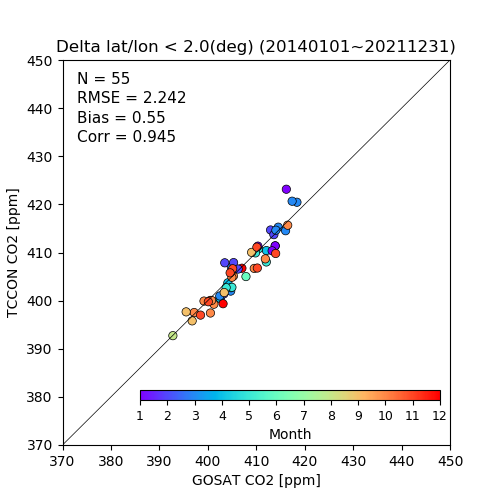 Delta lat/lon < 2.0(deg) (20140101~20211231)
450
440
430
420
410
400
390
380
370
TCCON CO2 [ppm]
N = 55
RMSE = 2.242
Bias = 0.55
Corr = 0.945
1 2 3 4 5 6 7 8 9 10 11 12
Month
370 380 390 400 410 420 430 440 450
GOSAT CO2 [ppm]